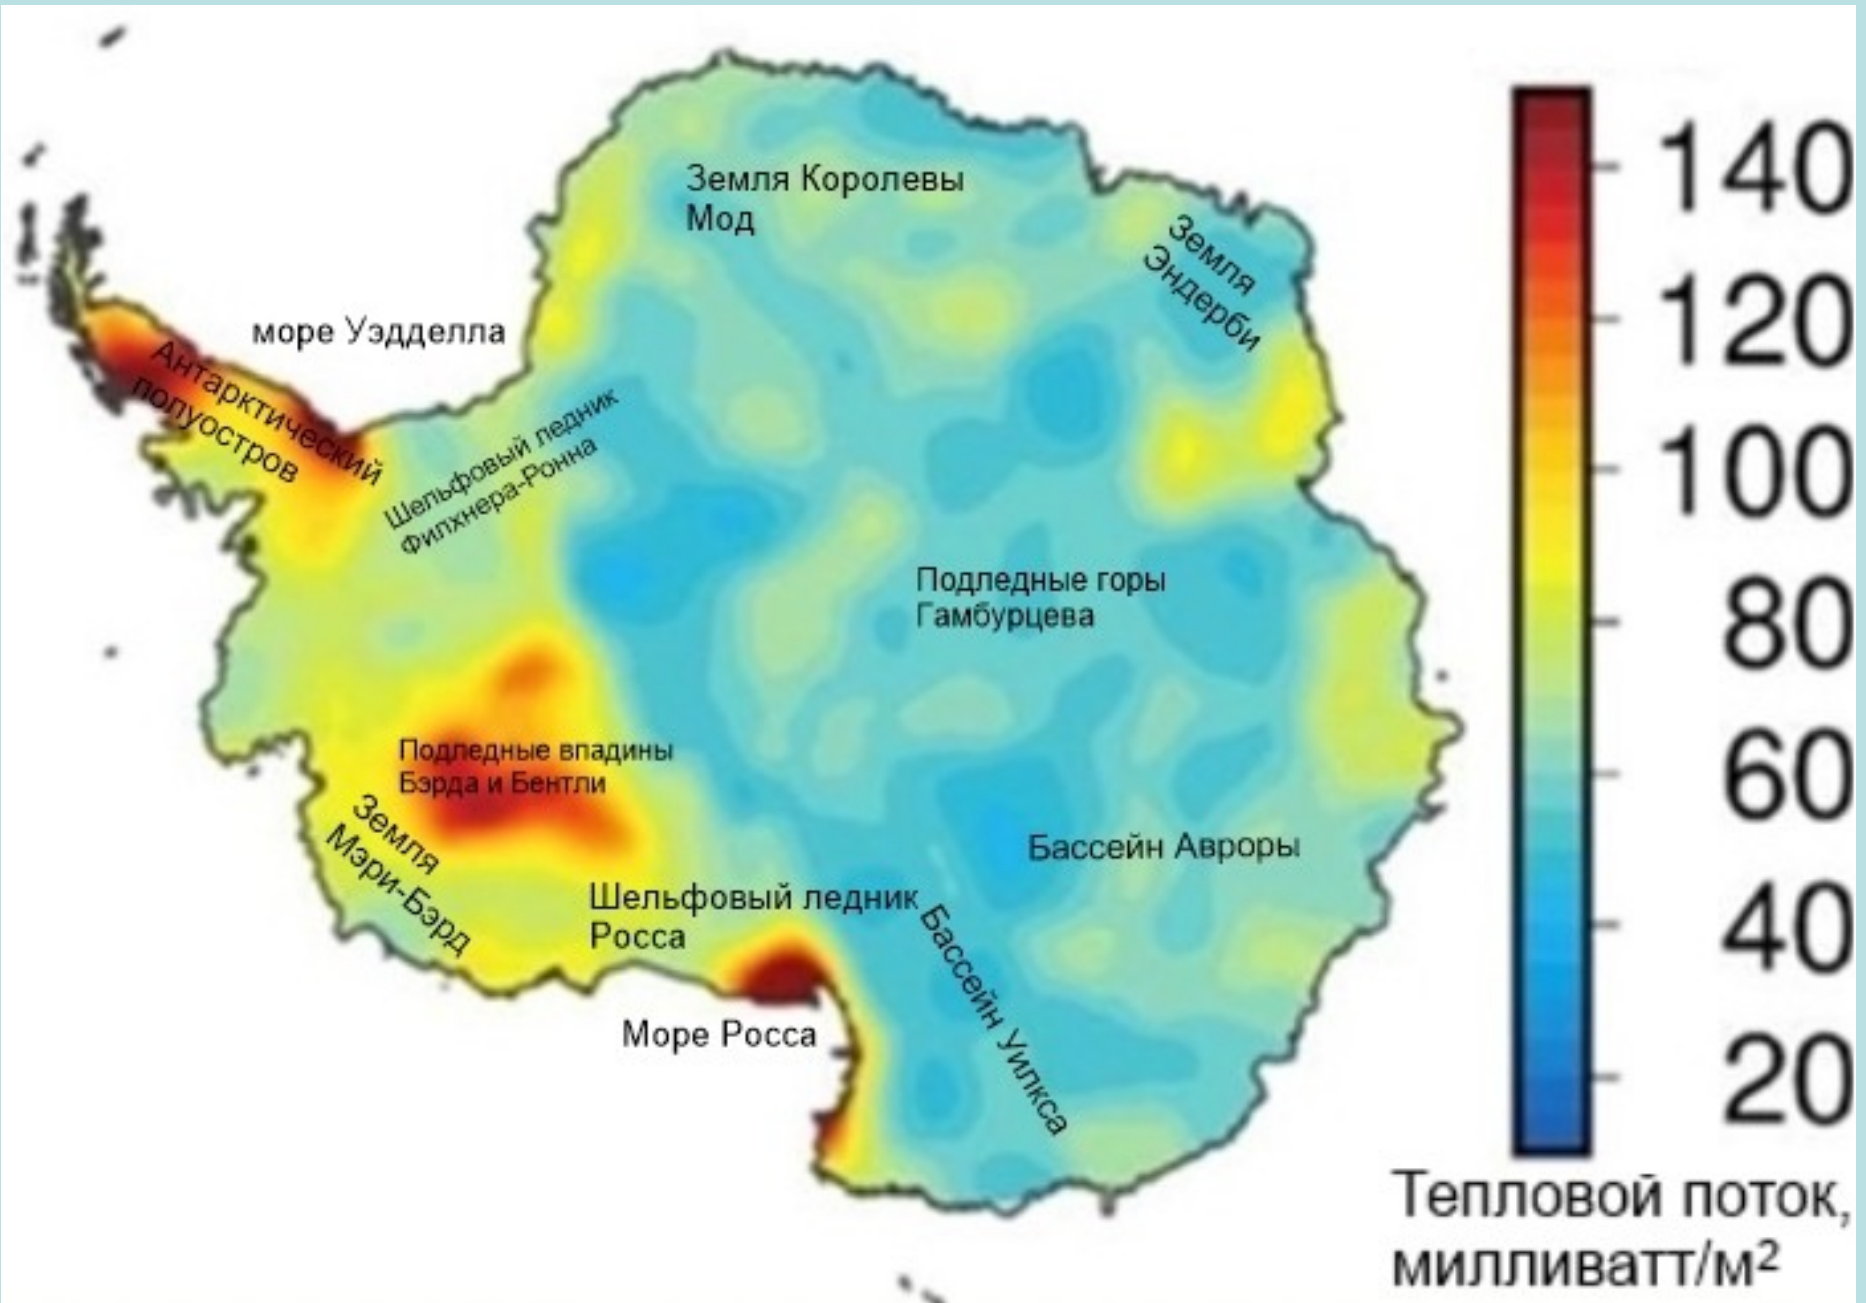 Земля Королевы
Мод
Земля
Эндерби
море Уэдделла
Антарктический
полуостров
Шельфовый ледник
Филхнера-Ронна
Подледные горы
Гамбурцева
Подледные впадины
Бэрда и Бентли
Земля
Мэри-Бэрд
Бассейн Авроры
Шельфовый ледник
Росса
Бассейн Уилкса
Море Росса
140
120
100
80
60
40
20
Тепловой поток,
милливатт/м²